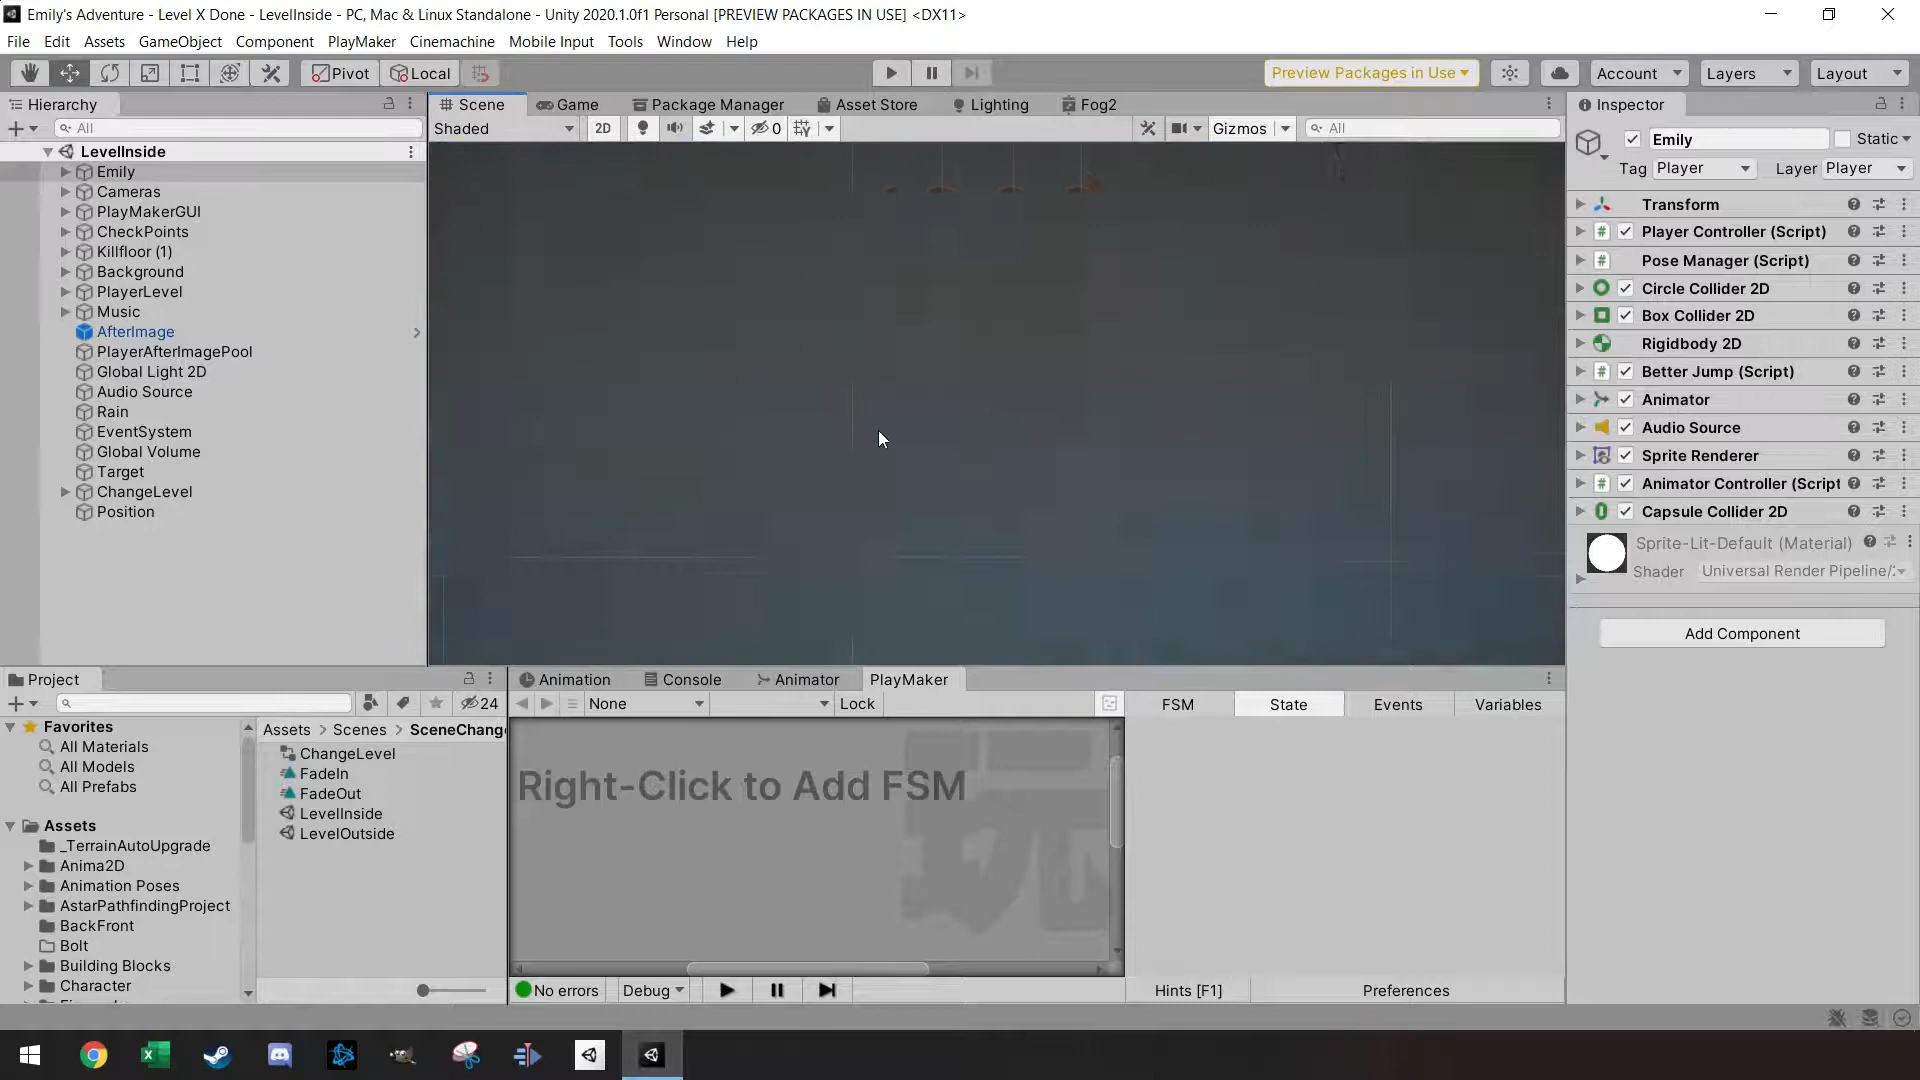 Emily's Adventure - Level X Done - LevelInside - PC, Mac & Linux Standalone - Unity 2020.1.0f1 Personal [PREVIEW PACKAGES IN USE] <DX11>
File Edit Assets GameObject Component PlayMaker Cinemachine Mobile Input Tools Window Help
Pivot Local Preview Packages in Use Account Layers Layout
Hierarchy
Scene Game Package Manager Asset Store Lighting Fog2
Inspector
All
Shaded 2D 0 Gizmos All
Emily Static
Tag Player Layer Player
LevelInside
Emily
Cameras
PlayMakerGUI
CheckPoints
Killfloor (1)
Background
PlayerLevel
Music
AfterImage
PlayerAfterImagePool
Global Light 2D
Audio Source
Rain
EventSystem
Global Volume
Target
ChangeLevel
Position
Transform
Player Controller (Script)
Pose Manager (Script)
Circle Collider 2D
Box Collider 2D
Rigidbody 2D
Better Jump (Script)
Animator
Audio Source
Sprite Renderer
Animator Controller (Script
Capsule Collider 2D
Sprite-Lit-Default (Material)
Shader Universal Render Pipeline/
Add Component
Project
24
Favorites
All Materials
All Models
All Prefabs
Assets
_TerrainAutoUpgrade
Anima2D
Animation Poses
AstarPathfindingProject
BackFront
Bolt
Building Blocks
Character
Assets > Scenes > SceneChang
ChangeLevel
FadeIn
FadeOut
LevelInside
LevelOutside
Animation Console Animator PlayMaker
None Lock
FSM State Events Variables
Right-Click to Add FSM
No errors Debug
Hints [F1] Preferences